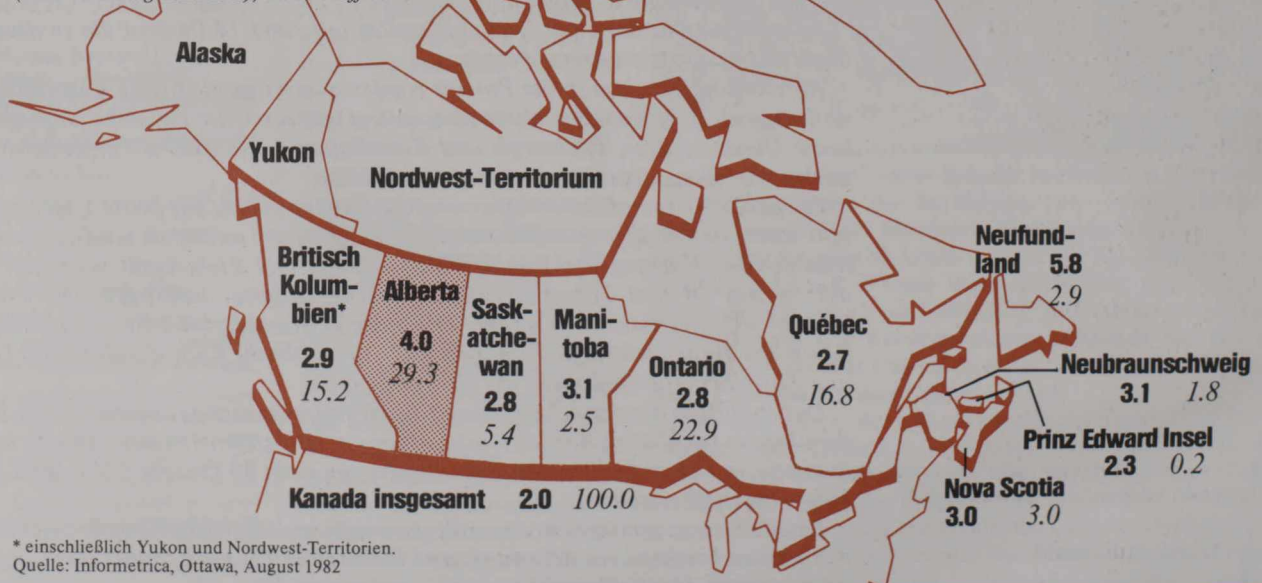 Alaska
Yukon
Nordwest-Territorium
Britisch
Kolum-
bien*
2.9
15.2
Alberta
4.0
29.3
Sask-
atche-
wan
2.8
5.4
Mani-
toba
3.1
2.5
Ontario
2.8
22.9
Québec
2.7
16.8
Neufund-
land 5.8
2.9
Neubraunschweig
3.1 1.8
Prinz Edward Insel
2.3 0.2
Nova Scotia
3.0 3.0
Kanada insgesamt 2.0 100.0
* einschließlich Yukon und Nordwest-Territorien.
Quelle: Informetrica, Ottawa, August 1982